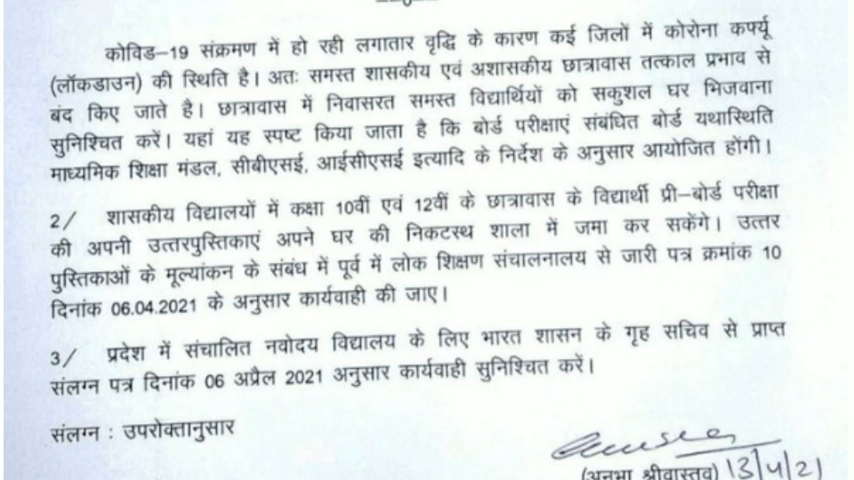 कोविड–19 संक्रमण में हो रही लगातार वृद्धि के कारण कई जिलों में कोरोना कर्फ्यू
(लॉकडाउन) की स्थिति है। अतः समस्त शासकीय एवं अशासकीय छात्रावास तत्काल प्रभाव से
बंद किए जाते है। छात्रावास में निवासरत समस्त विद्यार्थियों को सकुशल घर भिजवाना
सुनिश्चित करें। यहां यह स्पष्ट किया जाता है कि बोर्ड परीक्षाएं संबंधित बोर्ड यथास्थिति
माध्यमिक शिक्षा मंडल, सीबीएसई, आईसीएसई इत्यादि के निर्देश के अनुसार आयोजित होंगी।
2/ शासकीय विद्यालयों में कक्षा 10वीं एवं 12वीं के छात्रावास के विद्यार्थी प्री–बोर्ड परीक्षा
की अपनी उत्तरपुस्तिकाएं अपने घर की निकटस्थ शाला में जमा कर सकेंगे। उत्तर
पुस्तिकाओं के मूल्यांकन के संबंध में पूर्व में लोक शिक्षण संचालनालय से जारी पत्र क्रमांक 10
दिनांक 06.04.2021 के अनुसार कार्यवाही की जाए।
3/ प्रदेश में संचालित नवोदय विद्यालय के लिए भारत शासन के गृह सचिव से प्राप्त
संलग्न पत्र दिनांक 06 अप्रैल 2021 अनुसार कार्यवाही सुनिश्चित करें।
संलग्न : उपरोक्तानुसार
(अनुभा श्रीवास्तव) 13/4/21